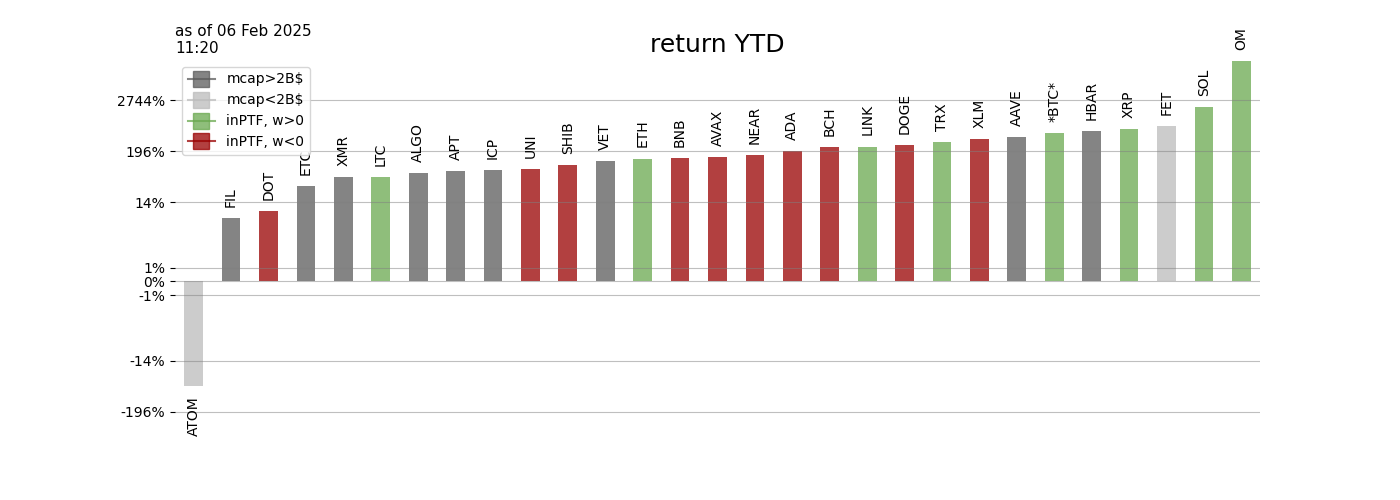 as of 06 Feb 2025
11:20
return YTD
mcap>2B$
mcap<2B$
inPTF, w>0
inPTF, w<0
2744%
196%
14%
1%
0%
-1%
-14%
-196%
ATOM
FIL
DOT
ETC
XMR
LTC
ALGO
APT
ICP
UNI
SHIB
VET
ETH
BNB
AVAX
NEAR
ADA
BCH
LINK
DOGE
TRX
XLM
AAVE
*BTC*
HBAR
XRP
FET
SOL
OM